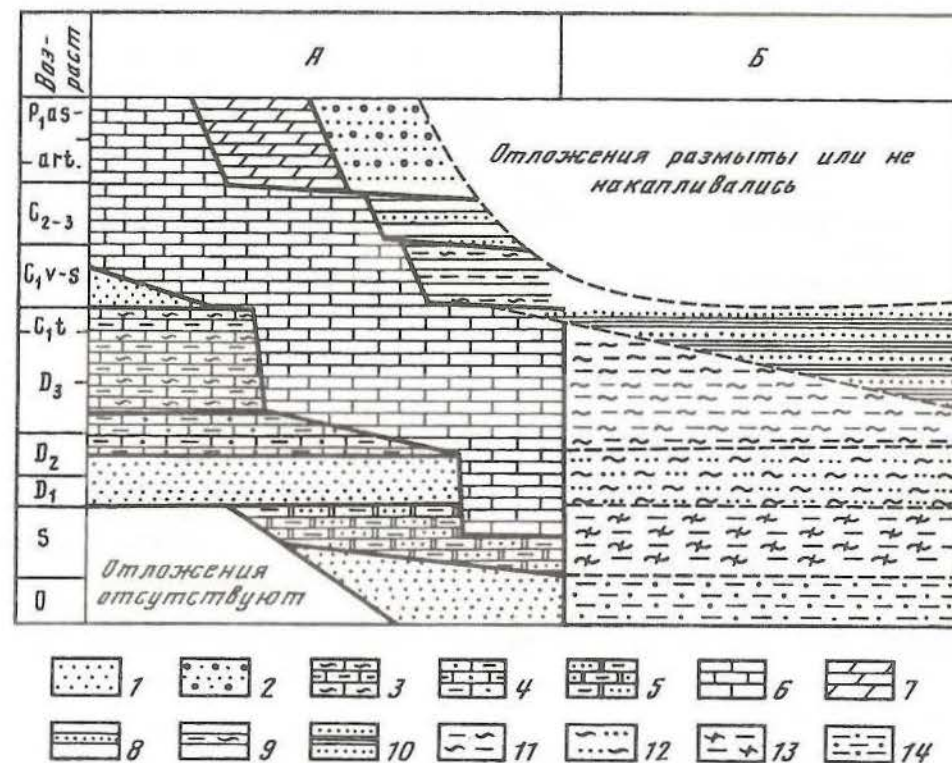 Воз-
раст
А
Б
P₁as-
-art.
C₂₋₃
C₁v-s
C₁t
D₃
D₂
D₁
S
O
Отложения размыты или не
накапливались
Отложения
отсутствуют
1 2 3 4 5 6 7
8 9 10 11 12 13 14